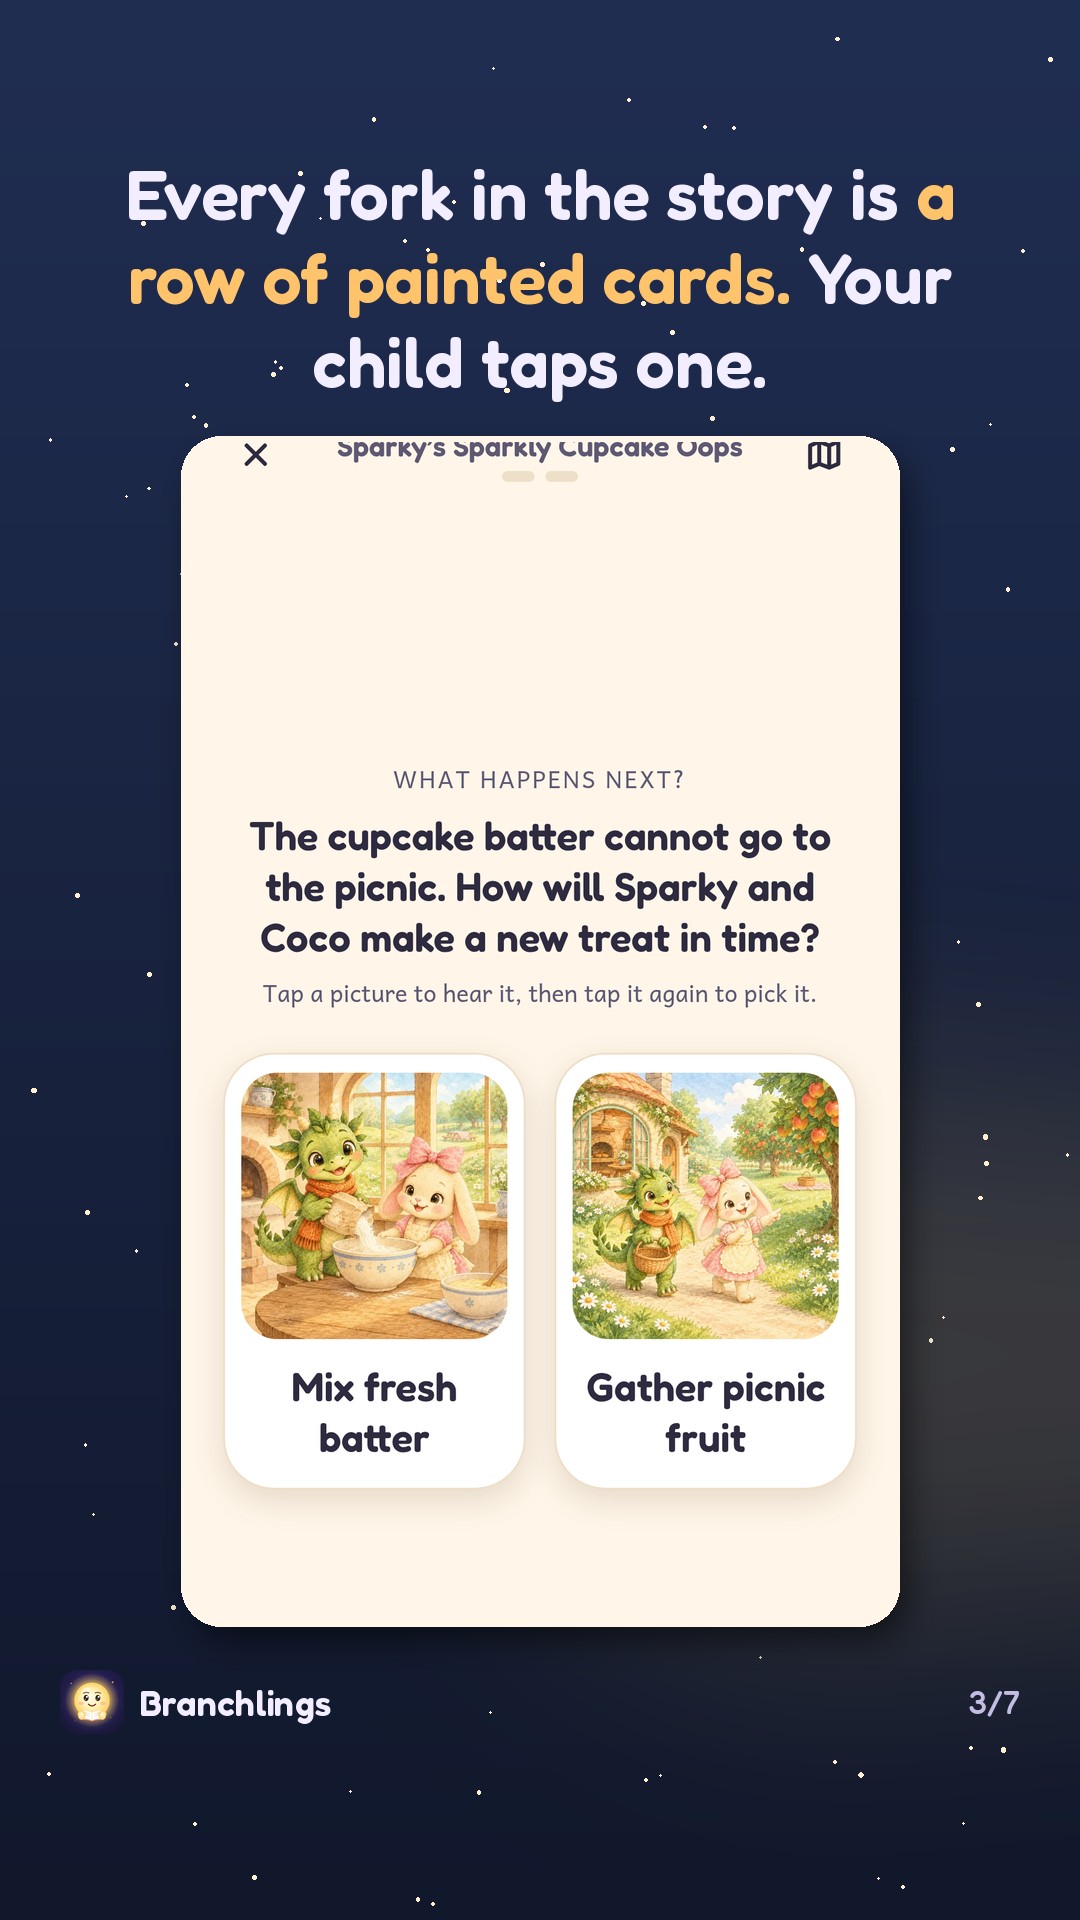 Every fork in the story is a
row of painted cards. Your
child taps one.
Sparky's Sparkly Cupcake Oops
WHAT HAPPENS NEXT?
The cupcake batter cannot go to
the picnic. How will Sparky and
Coco make a new treat in time?
Tap a picture to hear it, then tap it again to pick it.
Mix fresh
batter
Gather picnic
fruit
Branchlings
3/7